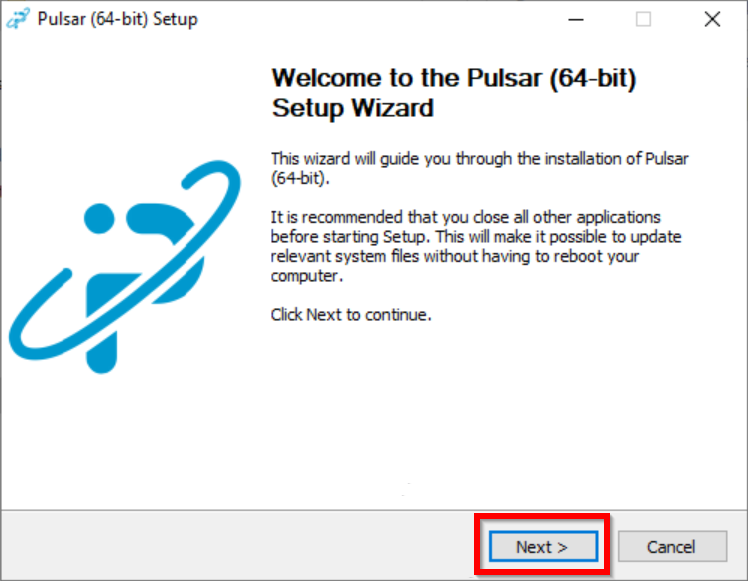 Pulsar (64-bit) Setup
Welcome to the Pulsar (64-bit)
Setup Wizard
This wizard will guide you through the installation of Pulsar
(64-bit).
It is recommended that you close all other applications
before starting Setup. This will make it possible to update
relevant system files without having to reboot your
computer.
Click Next to continue.
Next >
Cancel